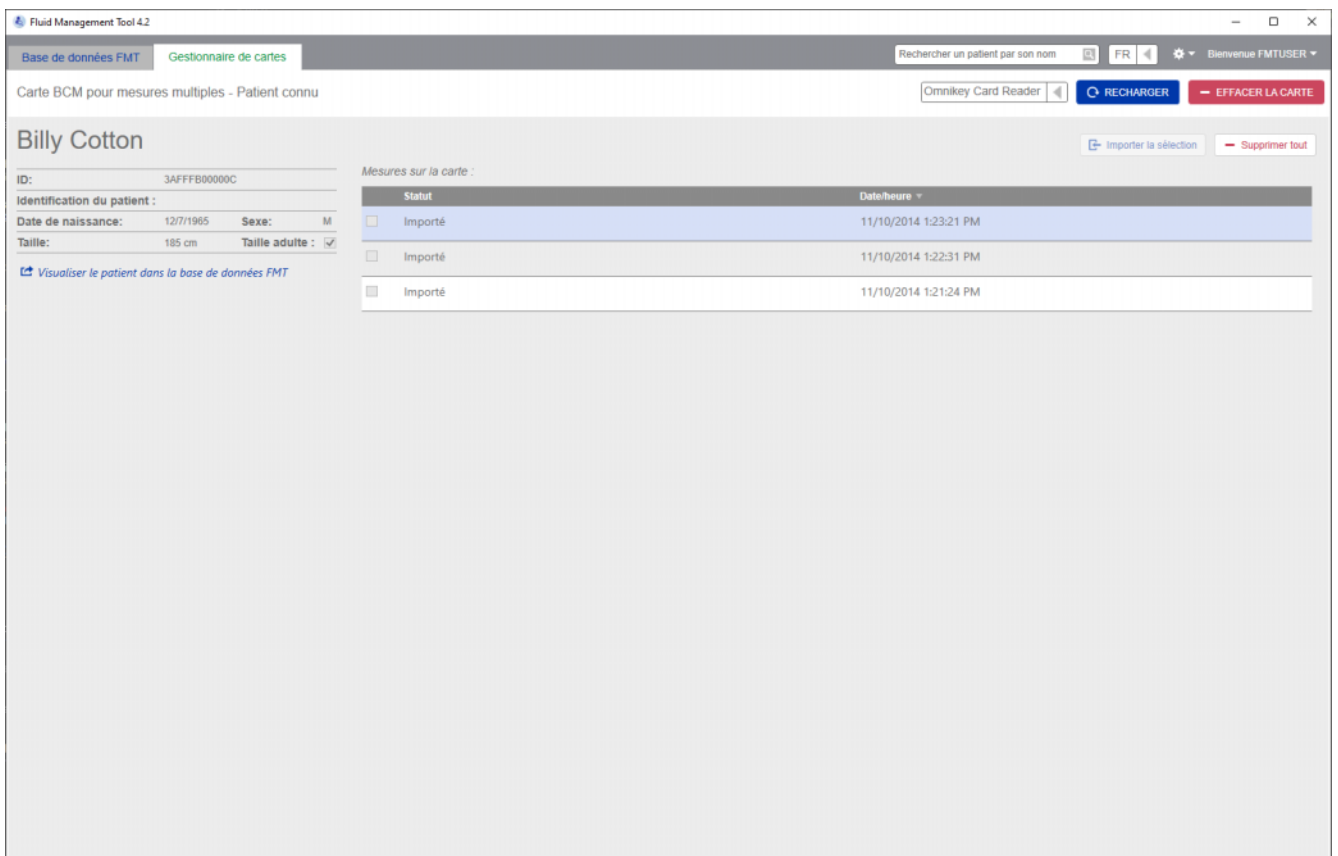 Fluid Management Tool 4.2
Base de données FMT Gestionnaire de cartes Rechercher un patient par son nom FR Bienvenue FMTUSER
Carte BCM pour mesures multiples - Patient connu Omnikey Card Reader RECHARGER EFFACER LA CARTE
Billy Cotton Importer la sélection Supprimer tout
Mesures sur la carte :
ID: 3AFFFB00000C
Identification du patient :
Date de naissance: 12/7/1965 Sexe: M
Taille: 185 cm Taille adulte :
Visualiser le patient dans la base de données FMT
Statut Date/heure
Importé 11/10/2014 1:23:21 PM
Importé 11/10/2014 1:22:31 PM
Importé 11/10/2014 1:21:24 PM